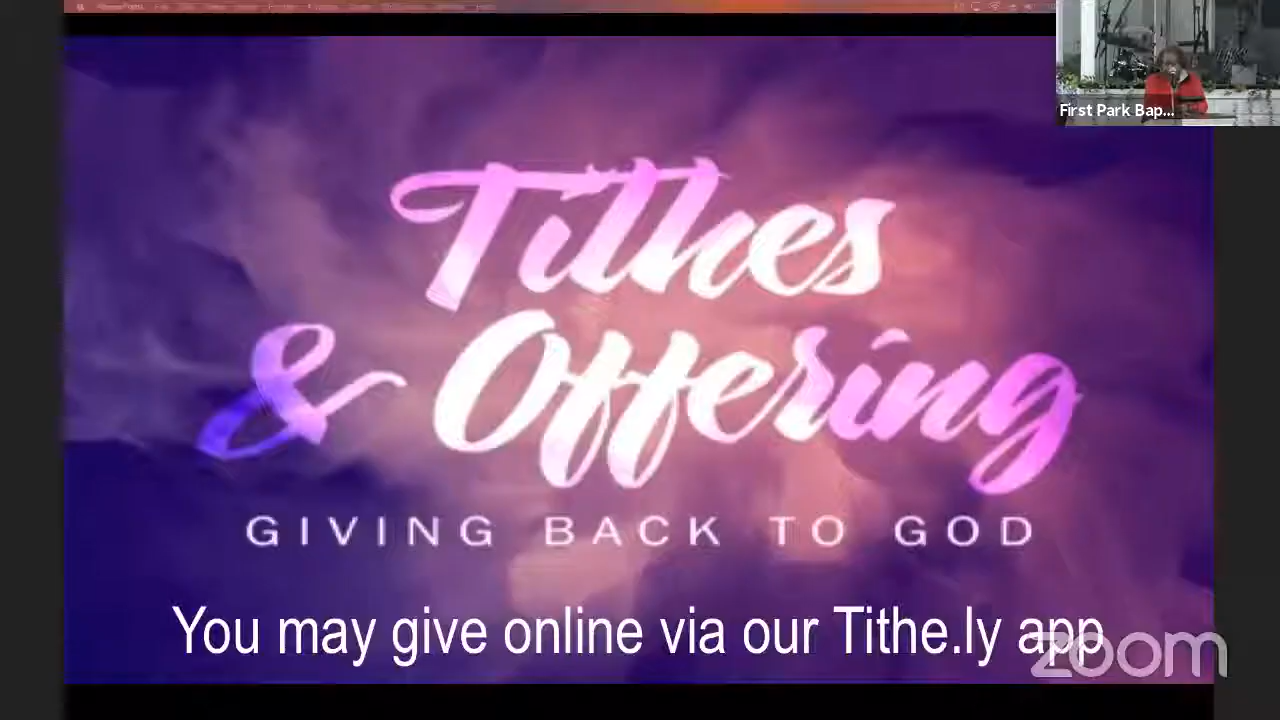 First Park Bap...
Tithes
& Offering
GIVING BACK TO GOD
You may give online via our Tithe.ly app
zoom